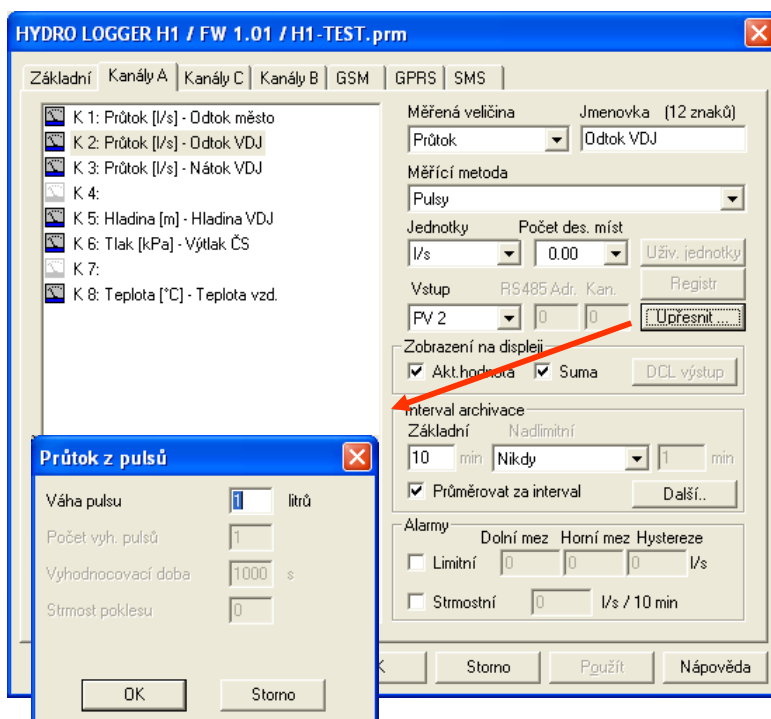 HYDRO LOGGER H1 / FW 1.01 / H1-TEST.prm
Základní Kanály A Kanály C Kanály B GSM GPRS SMS
K 1: Průtok [l/s] - Odtok město
K 2: Průtok [l/s] - Odtok VDJ
K 3: Průtok [l/s] - Nátok VDJ
K 4:
K 5: Hladina [m] - Hladina VDJ
K 6: Tlak [kPa] - Výtlak ČS
K 7:
K 8: Teplota [°C] - Teplota vzd.
Měřená veličina Jmenovka (12 znaků)
Průtok Odtok VDJ
Měřící metoda
Pulsy
Jednotky Počet des. míst
l/s 0.00 Uživ. jednotky
Vstup RS485 Adr. Kan. Registr
PV 2 0 0 Upřesnit ...
Zobrazení na displeji
Akt.hodnota Suma DCL výstup
Interval archivace
Základní Nadlimitní
10 min Nikdy 1 min
Průměrovat za interval Další..
Alarmy
Dolní mez Horní mez Hystereze
Limitní 0 0 0 l/s
Strmostní 0 l/s / 10 min
Storno Použít Nápověda
Průtok z pulsů
Váha pulsu 1 litrů
Počet vyh. pulsů 1
Vyhodnocovací doba 1000 s
Strmost poklesu 0
OK Storno